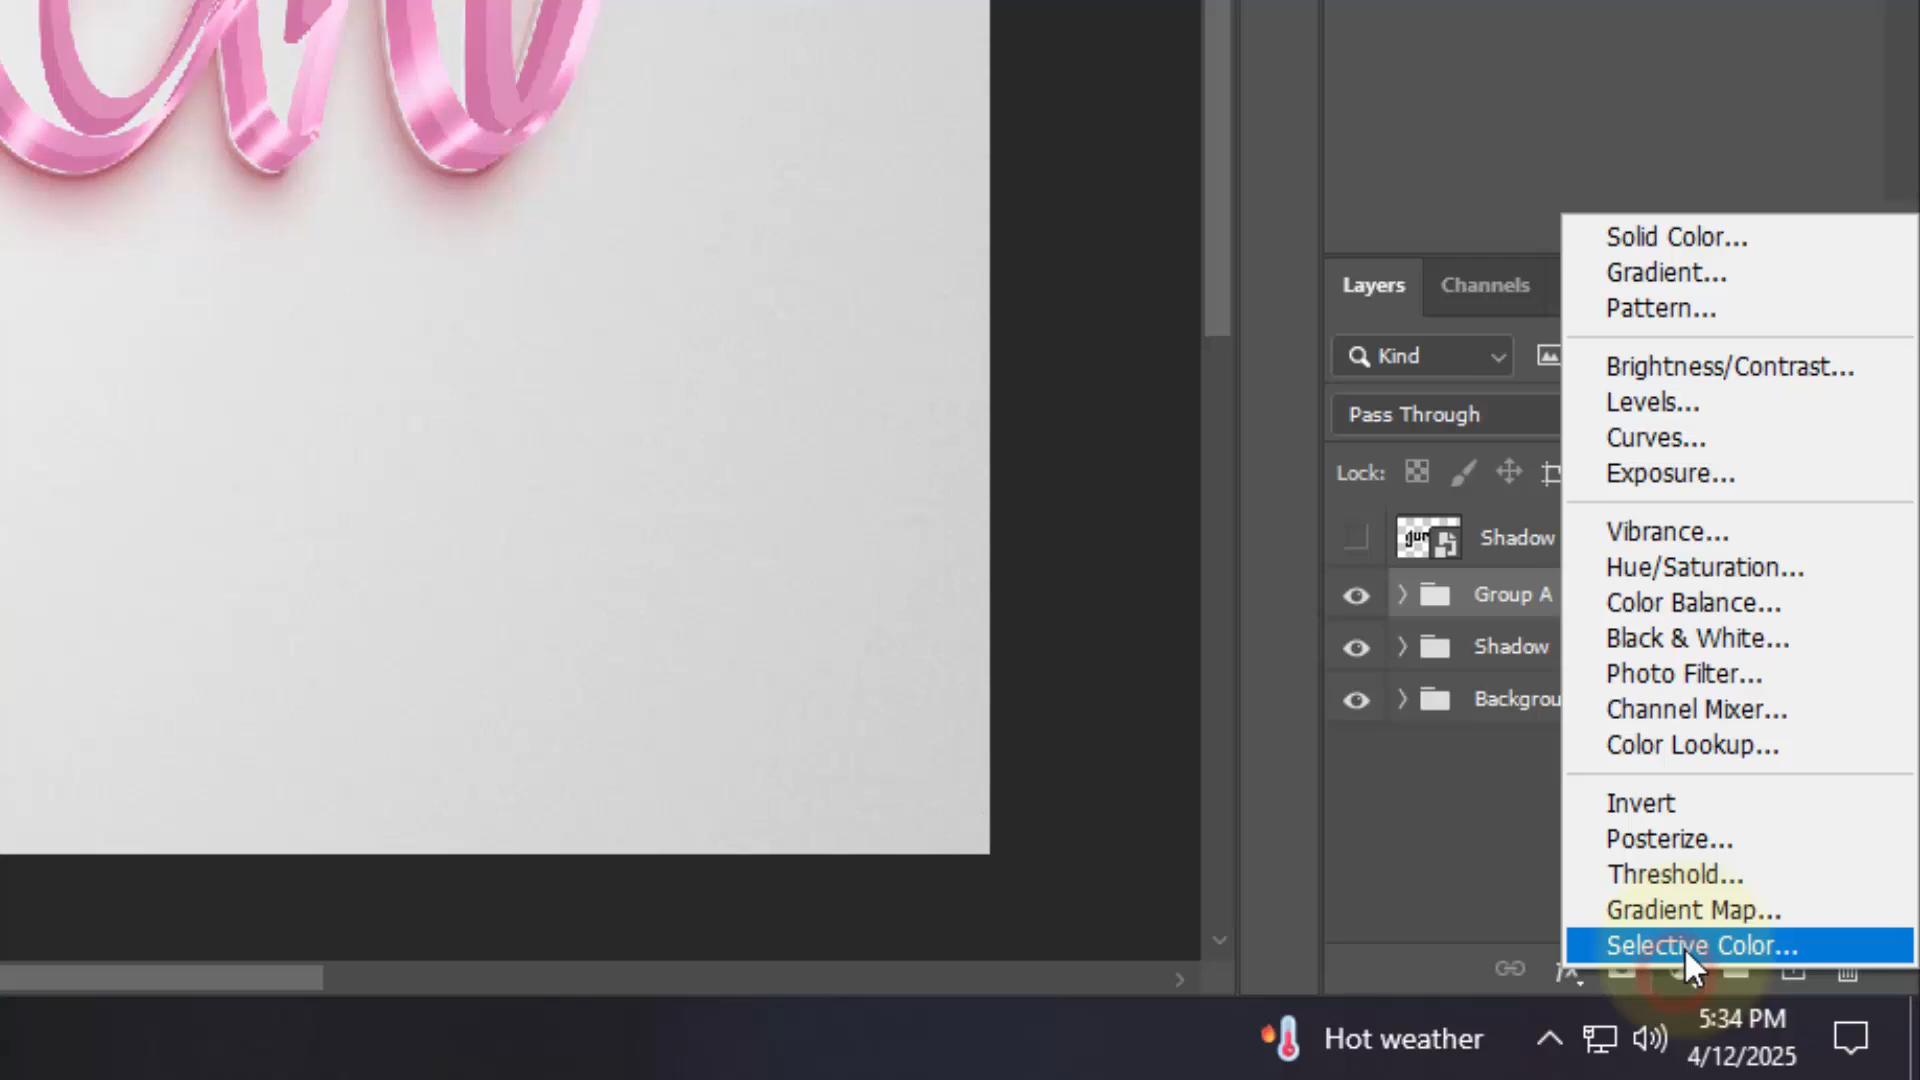 Layers Channels
Kind
Pass Through
Lock:
Shadow
Group A
Shadow
Backgrou
Solid Color...
Gradient...
Pattern...
Brightness/Contrast...
Levels...
Curves...
Exposure...
Vibrance...
Hue/Saturation...
Color Balance...
Black & White...
Photo Filter...
Channel Mixer...
Color Lookup...
Invert
Posterize...
Threshold...
Gradient Map...
Selective Color...
Hot weather
5:34 PM
4/12/2025